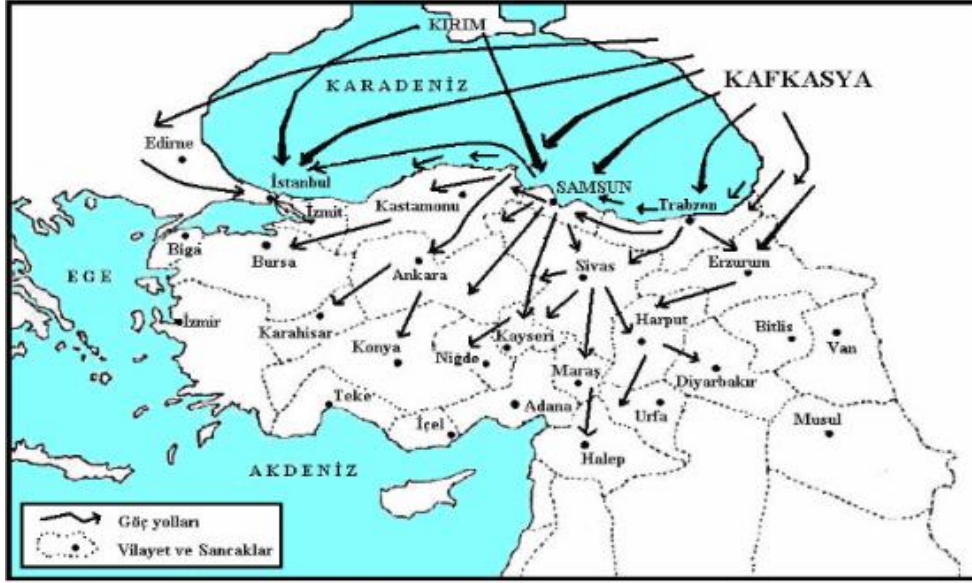 KIRIM
KARADENİZ
KAFKASYA
Edirne
İstanbul
SAMSUN
Trabzon
İzmit
Kastamonu
Biga
Bursa
Erzurum
EGE
Ankara
Sivas
İzmir
Karahisar
Harput
Bitlis
Van
Konya
Kayseri
Niğde
Maraş
Diyarbakır
Teke
Adana
Urfa
Musul
İçel
Halep
AKDENİZ
Göç yolları
Vilayet ve Sancaklar